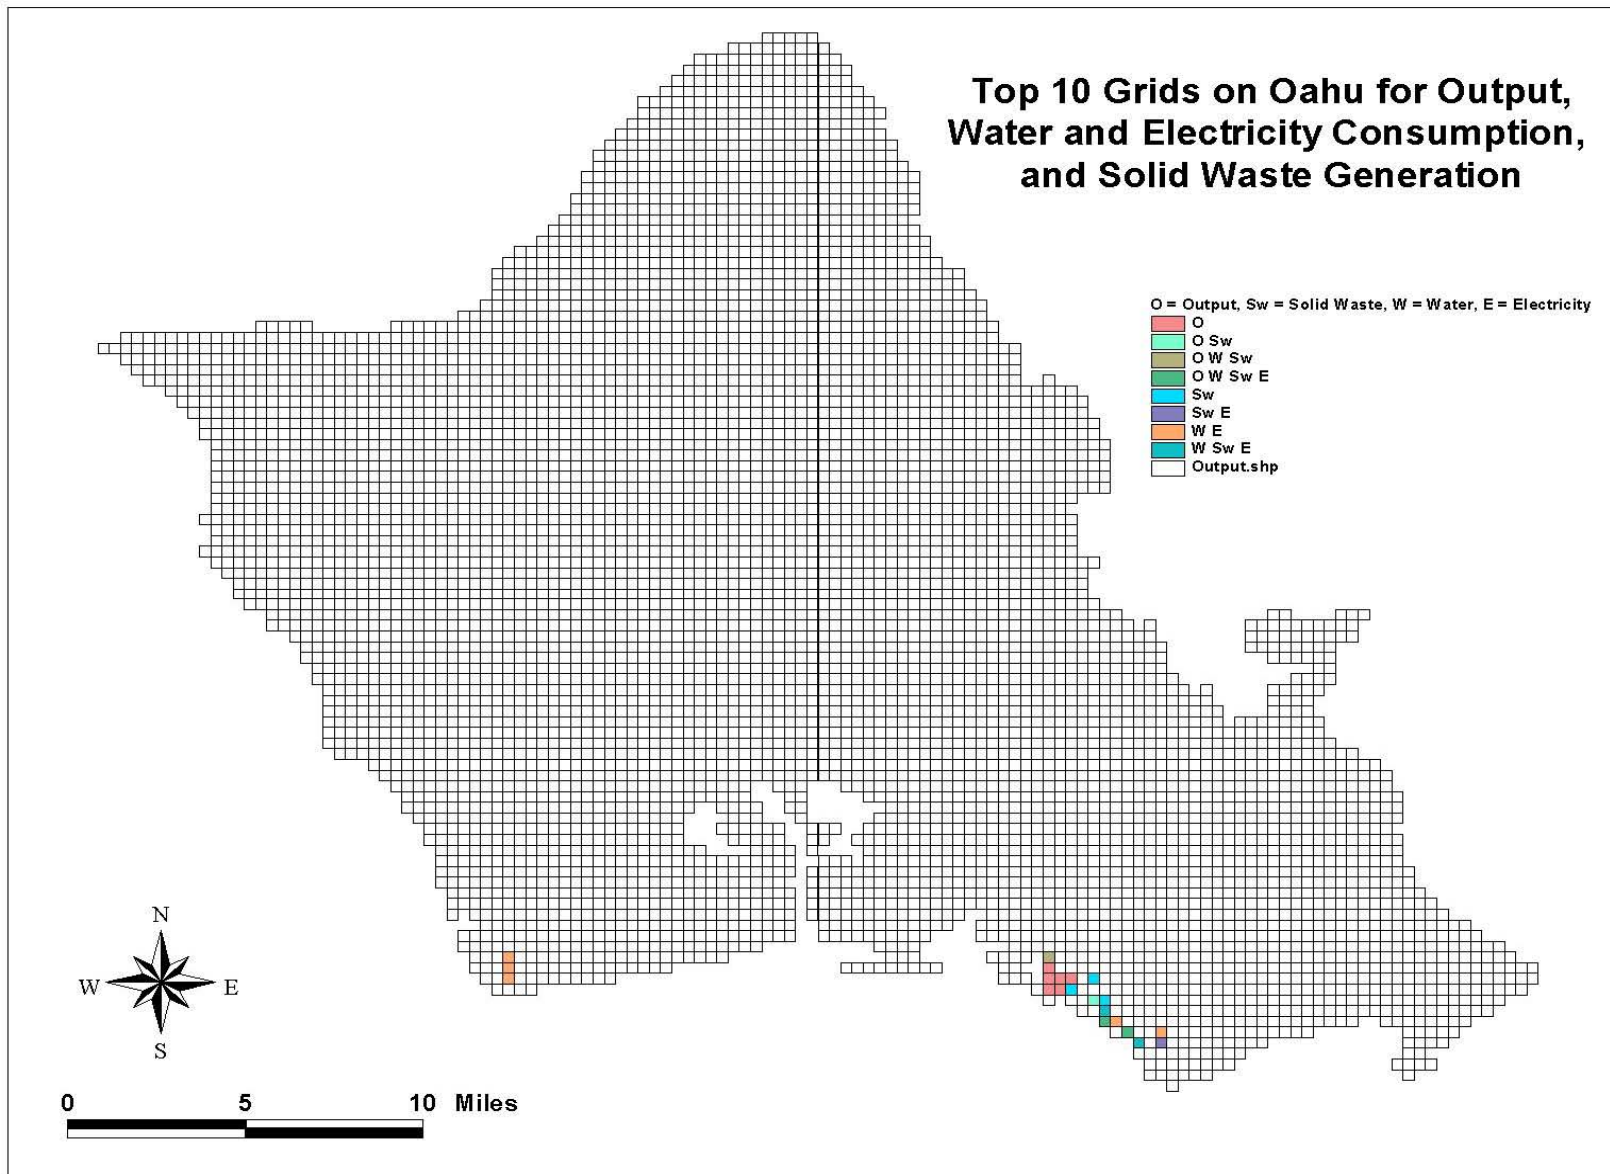 Top 10 Grids on Oahu for Output,
Water and Electricity Consumption,
and Solid Waste Generation
O = Output, Sw = Solid Waste, W = Water, E = Electricity
O
O Sw
O W Sw
O W Sw E
Sw
Sw E
W E
W Sw E
Output.shp
N
W E
S
0 5 10 Miles